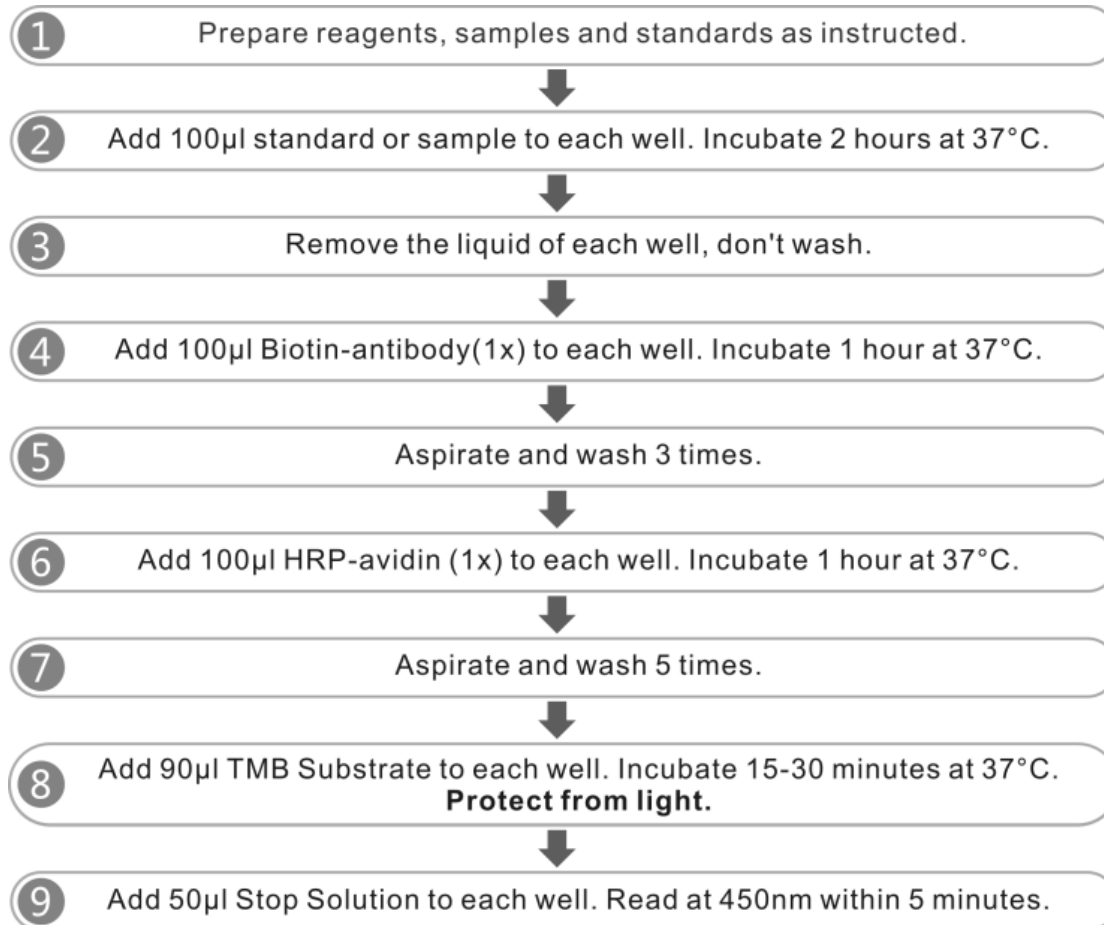 1 Prepare reagents, samples and standards as instructed.
2 Add 100µl standard or sample to each well. Incubate 2 hours at 37°C.
3 Remove the liquid of each well, don't wash.
4 Add 100µl Biotin-antibody(1x) to each well. Incubate 1 hour at 37°C.
5 Aspirate and wash 3 times.
6 Add 100µl HRP-avidin (1x) to each well. Incubate 1 hour at 37°C.
7 Aspirate and wash 5 times.
8 Add 90µl TMB Substrate to each well. Incubate 15-30 minutes at 37°C.
Protect from light.
9 Add 50µl Stop Solution to each well. Read at 450nm within 5 minutes.